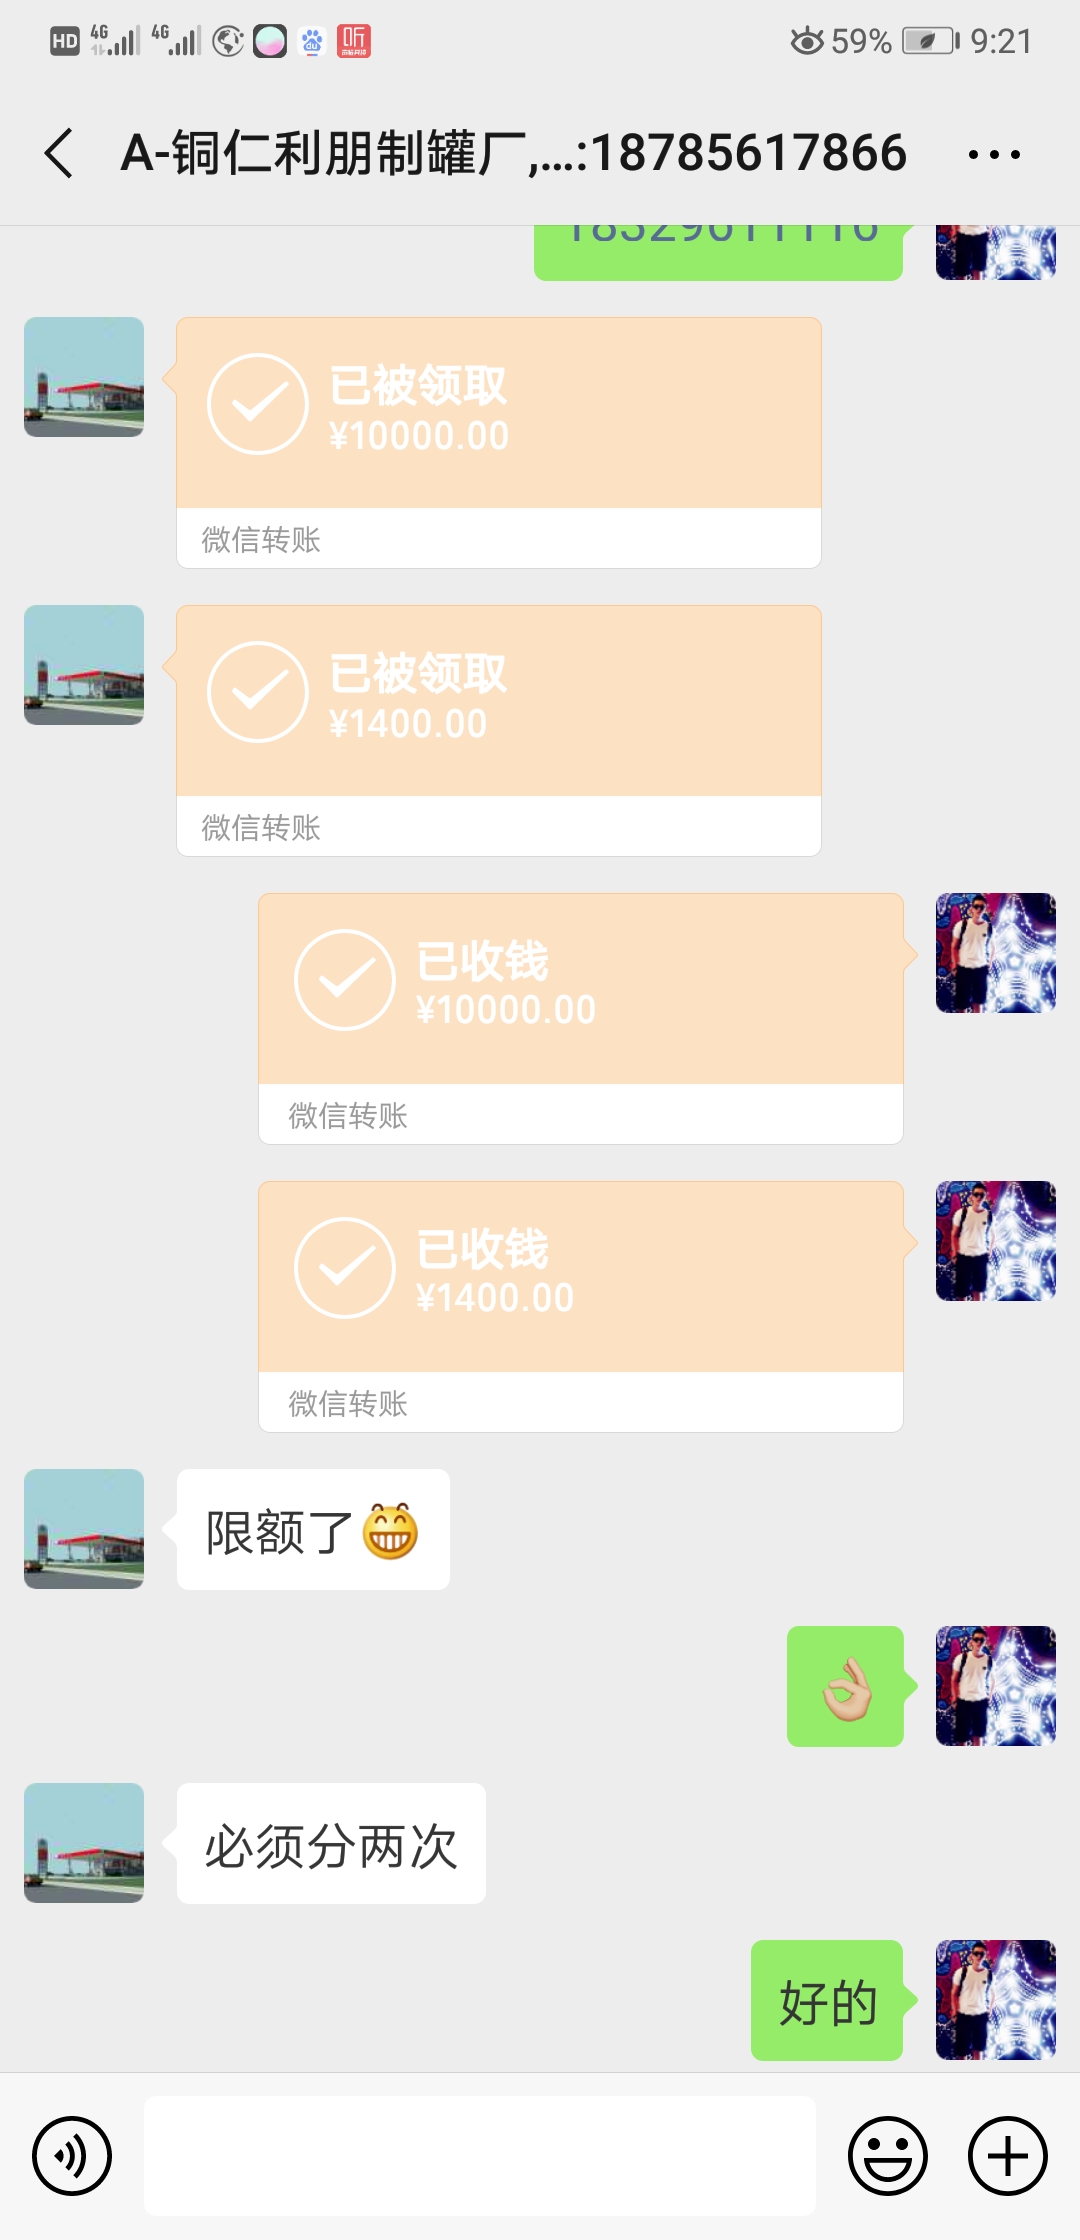 HD 4G 4G 59% 9:21
A-铜仁利朋制罐厂,...:18785617866
已被领取
¥10000.00
微信转账
已被领取
¥1400.00
微信转账
已收钱
¥10000.00
微信转账
已收钱
¥1400.00
微信转账
限额了😁
👌🏼
必须分两次
好的